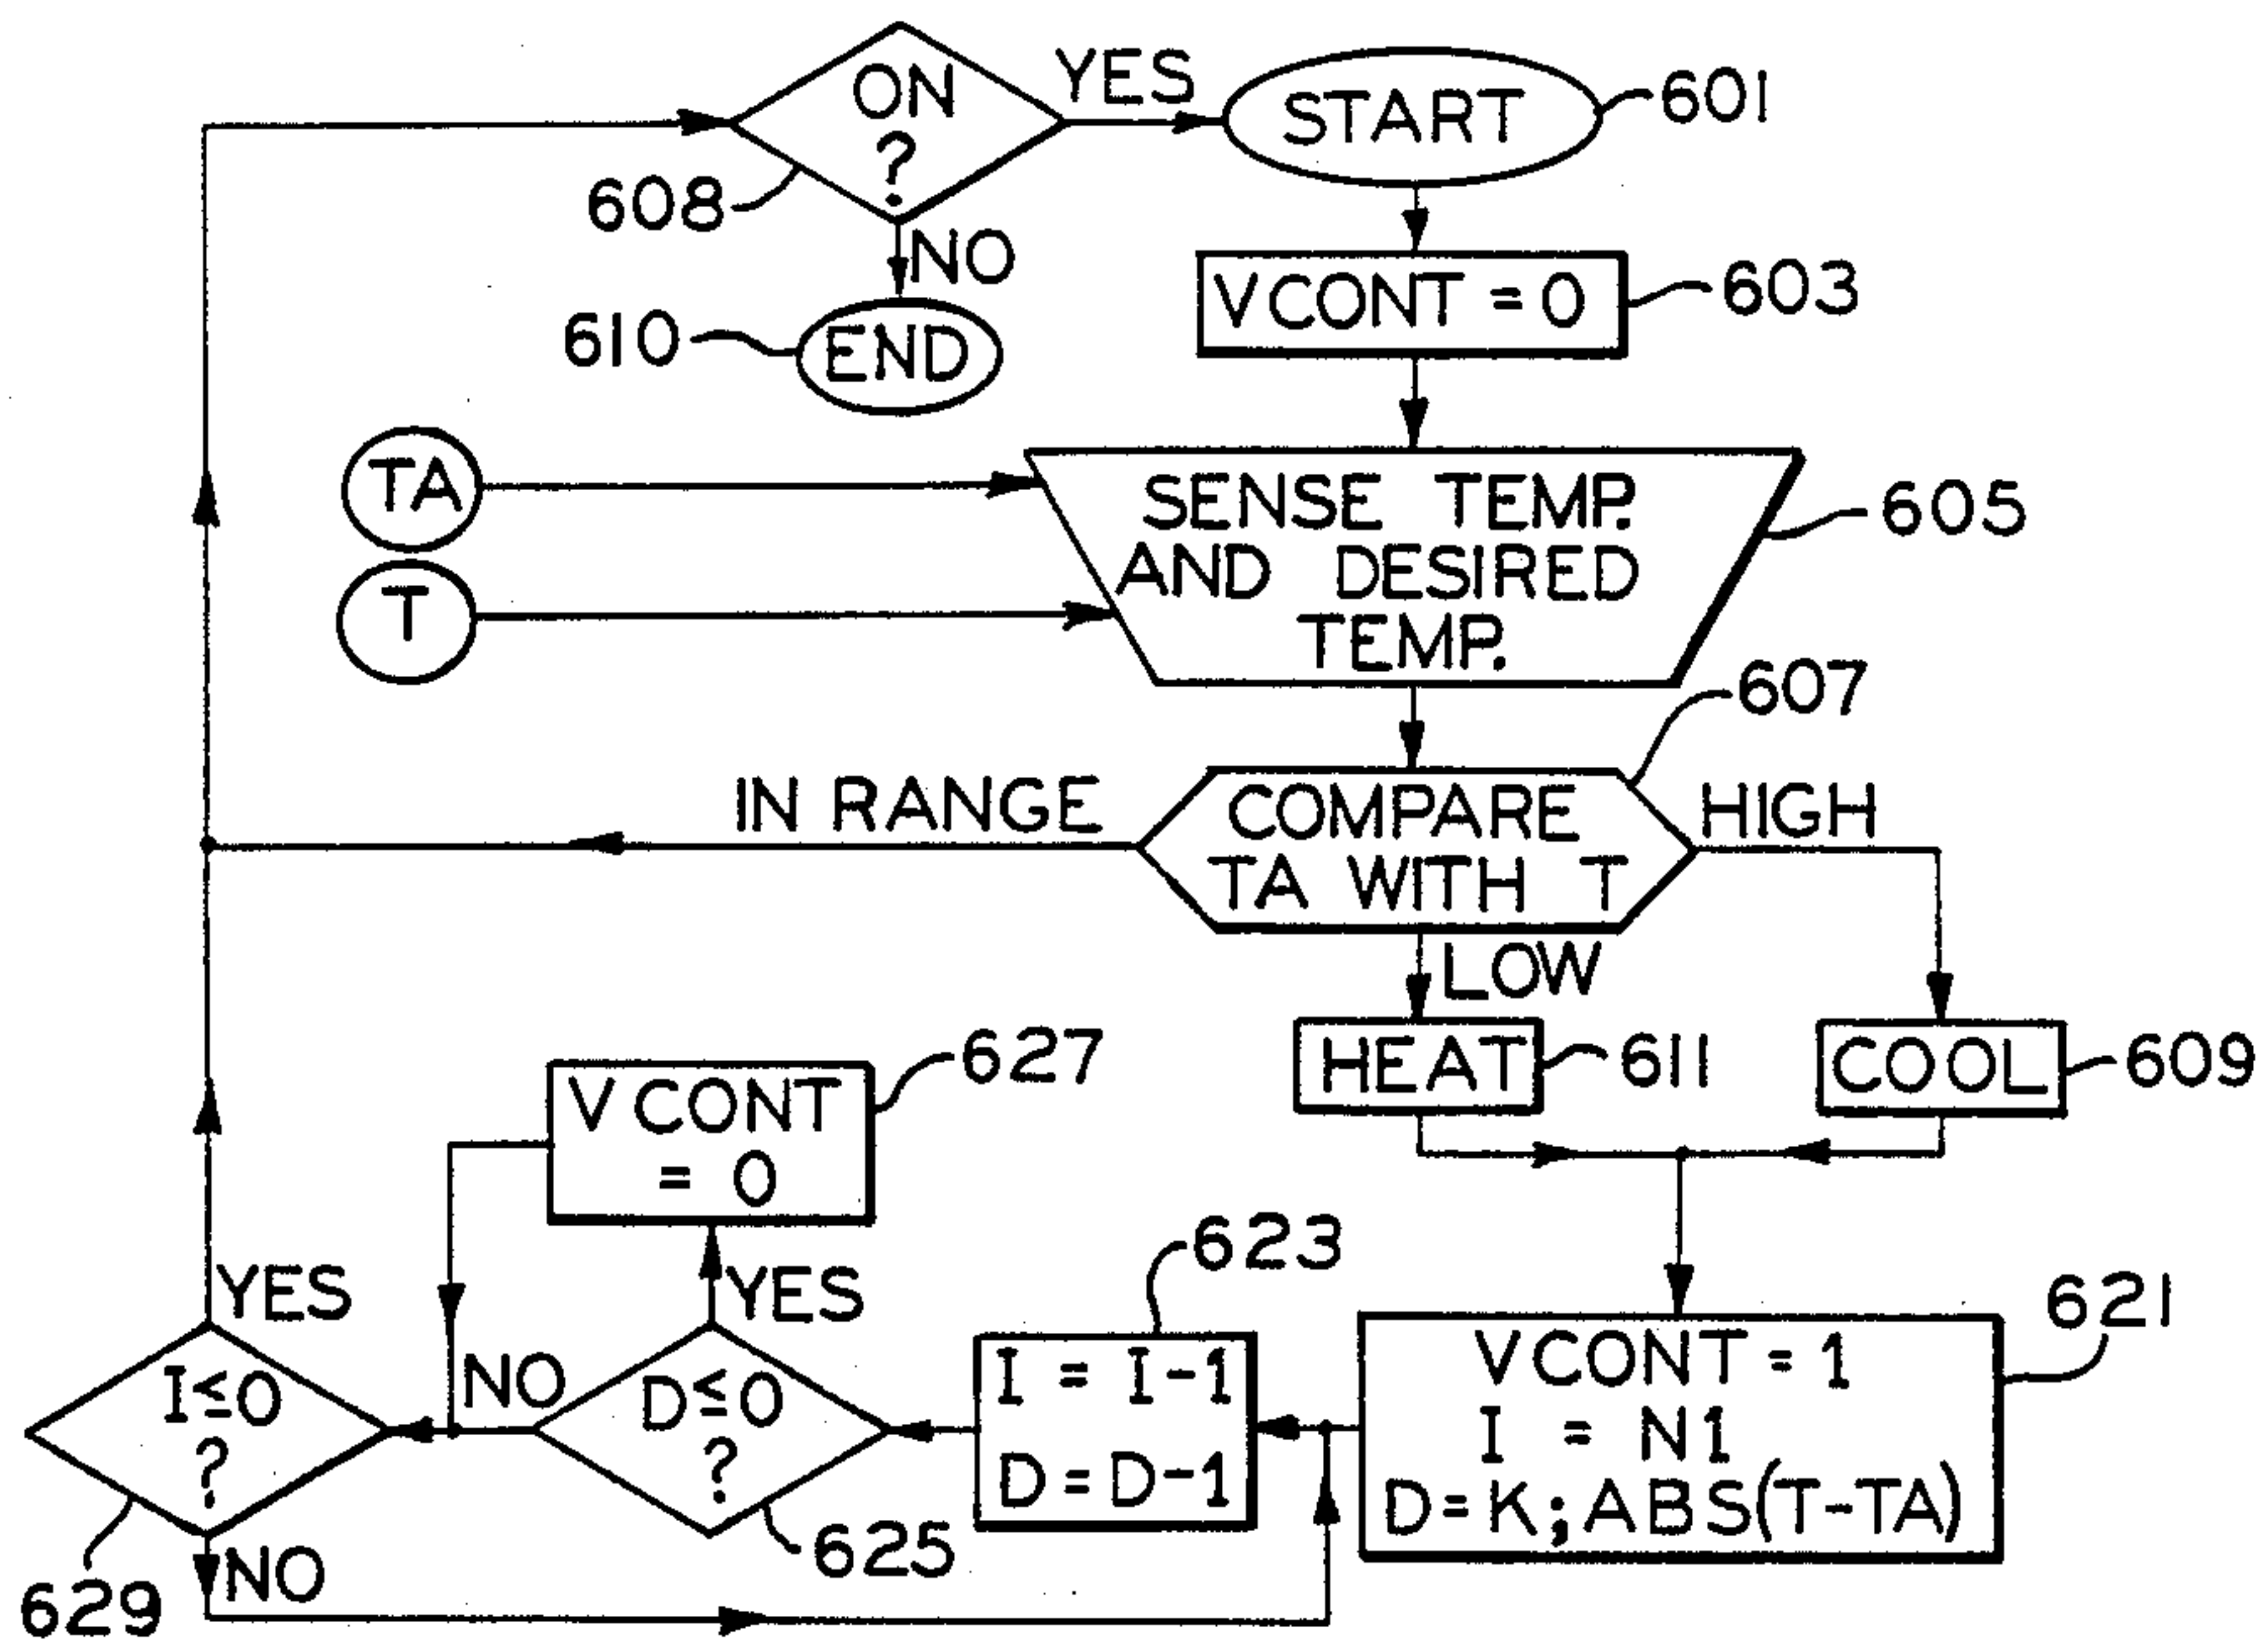 ON
?
YES
START
601
608
NO
VCONT = 0
603
610
END
TA
SENSE TEMP.
AND DESIRED
TEMP.
605
T
607
IN RANGE
COMPARE
TA WITH T
HIGH
LOW
HEAT
611
COOL
609
V CONT
= 0
627
623
YES
YES
621
I≤0
?
NO
D≤0
?
I = I-1
D = D-1
VCONT = 1
I = N1
D=K;ABS(T-TA)
625
629
NO